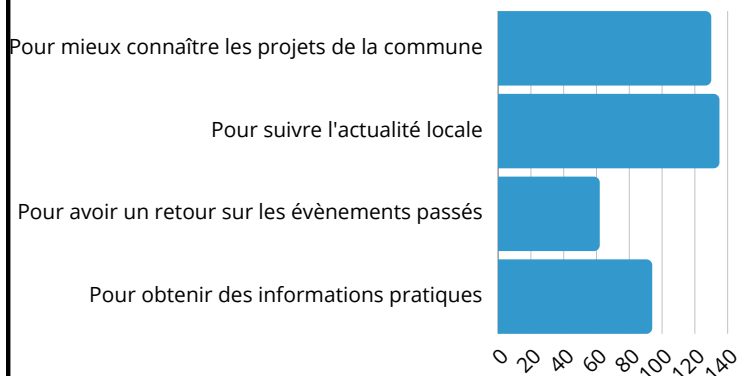 Pour mieux connaître les projets de la commune
Pour suivre l'actualité locale
Pour avoir un retour sur les évènements passés
Pour obtenir des informations pratiques
0 20 40 60 80 100 120 140